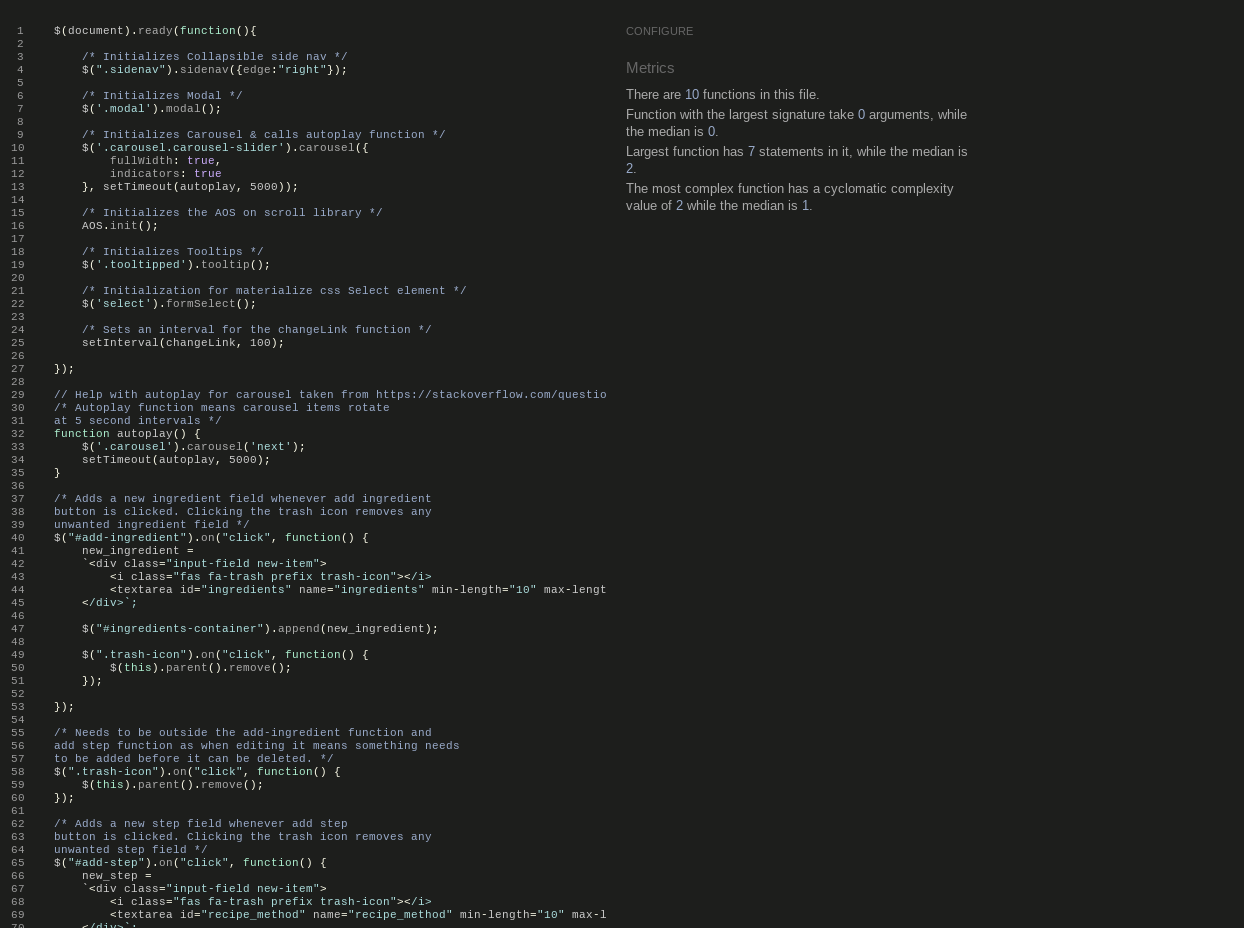 1 $(document).ready(function(){
2
3 /* Initializes Collapsible side nav */
4 $(".sidenav").sidenav({edge:"right"});
5
6 /* Initializes Modal */
7 $('.modal').modal();
8
9 /* Initializes Carousel & calls autoplay function */
10 $('.carousel.carousel-slider').carousel({
11 fullWidth: true,
12 indicators: true
13 }, setTimeout(autoplay, 5000));
14
15 /* Initializes the AOS on scroll library */
16 AOS.init();
17
18 /* Initializes Tooltips */
19 $('.tooltipped').tooltip();
20
21 /* Initialization for materialize css Select element */
22 $('select').formSelect();
23
24 /* Sets an interval for the changeLink function */
25 setInterval(changeLink, 100);
26
27 });
28
29 // Help with autoplay for carousel taken from https://stackoverflow.com/questio
30 /* Autoplay function means carousel items rotate
31 at 5 second intervals */
32 function autoplay() {
33 $('.carousel').carousel('next');
34 setTimeout(autoplay, 5000);
35 }
36
37 /* Adds a new ingredient field whenever add ingredient
38 button is clicked. Clicking the trash icon removes any
39 unwanted ingredient field */
40 $("#add-ingredient").on("click", function() {
41 new_ingredient =
42 `<div class="input-field new-item">
43 <i class="fas fa-trash prefix trash-icon"></i>
44 <textarea id="ingredients" name="ingredients" min-length="10" max-lengt
45 </div>`;
46
47 $("#ingredients-container").append(new_ingredient);
48
49 $(".trash-icon").on("click", function() {
50 $(this).parent().remove();
51 });
52
53 });
54
55 /* Needs to be outside the add-ingredient function and
56 add step function as when editing it means something needs
57 to be added before it can be deleted. */
58 $(".trash-icon").on("click", function() {
59 $(this).parent().remove();
60 });
61
62 /* Adds a new step field whenever add step
63 button is clicked. Clicking the trash icon removes any
64 unwanted step field */
65 $("#add-step").on("click", function() {
66 new_step =
67 `<div class="input-field new-item">
68 <i class="fas fa-trash prefix trash-icon"></i>
69 <textarea id="recipe_method" name="recipe_method" min-length="10" max-l
70 </div>`;
CONFIGURE
Metrics
There are 10 functions in this file.
Function with the largest signature take 0 arguments, while
the median is 0.
Largest function has 7 statements in it, while the median is
2.
The most complex function has a cyclomatic complexity
value of 2 while the median is 1.